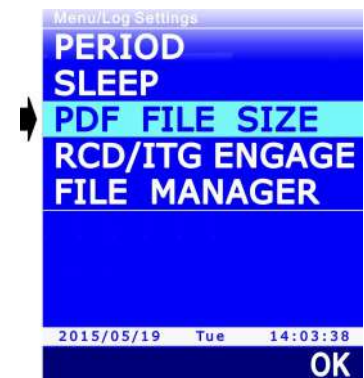 Menu/Log Settings
PERIOD
SLEEP
PDF FILE SIZE
RCD/ITG ENGAGE
FILE MANAGER
2015/05/19 Tue 14:03:38
OK